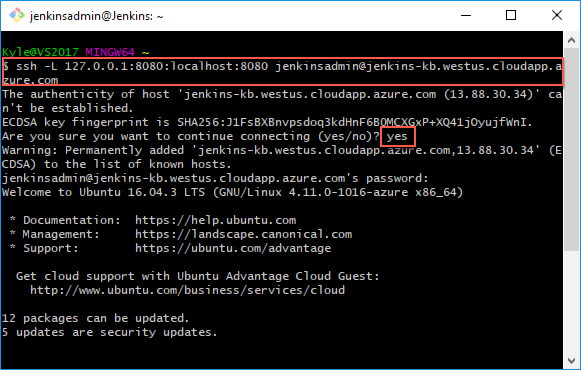 jenkinsadmin@Jenkins: ~
Kyle@VS2017 MINGW64 ~
$ ssh -L 127.0.0.1:8080:localhost:8080 jenkinsadmin@jenkins-kb.westus.cloudapp.a
zure.com
The authenticity of host 'jenkins-kb.westus.cloudapp.azure.com (13.88.30.34)' ca
n't be established.
ECDSA key fingerprint is SHA256:J1FsBXBnvpsdoq3kdHnF6BOMCXGxP+XQ41jOyujfWnI.
Are you sure you want to continue connecting (yes/no)? yes
Warning: Permanently added 'jenkins-kb.westus.cloudapp.azure.com,13.88.30.34' (E
CDSA) to the list of known hosts.
jenkinsadmin@jenkins-kb.westus.cloudapp.azure.com's password:
Welcome to Ubuntu 16.04.3 LTS (GNU/Linux 4.11.0-1016-azure x86_64)
* Documentation:  https://help.ubuntu.com
* Management:     https://landscape.canonical.com
* Support:        https://ubuntu.com/advantage
Get cloud support with Ubuntu Advantage Cloud Guest:
http://www.ubuntu.com/business/services/cloud
12 packages can be updated.
5 updates are security updates.